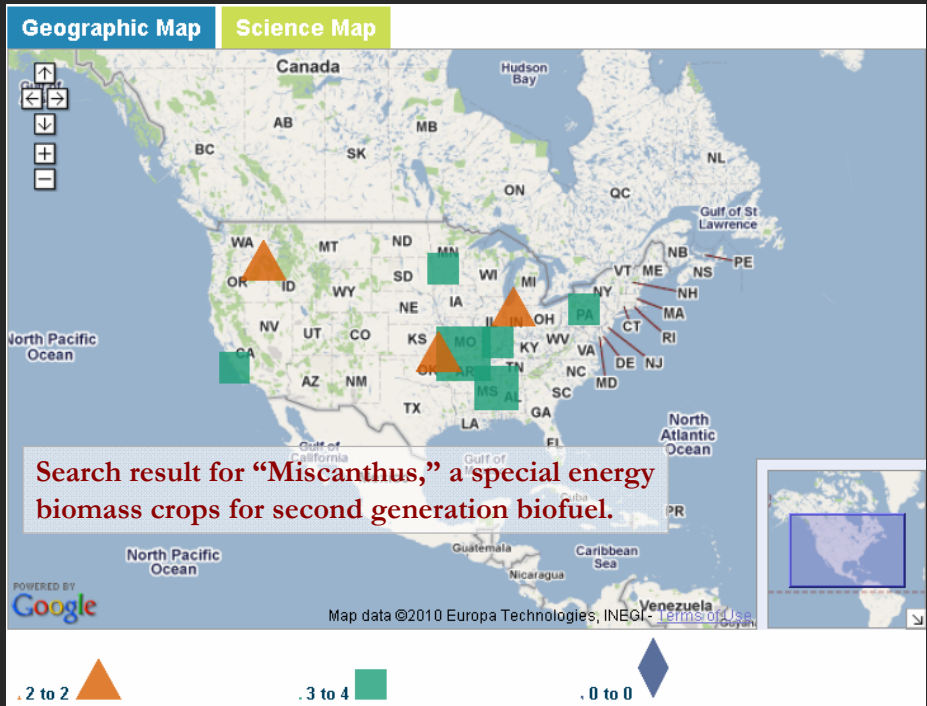 Geographic Map Science Map
Canada
Hudson
Bay
AB
MB
BC
SK
NL
ON
QC
Gulf of St
Lawrence
WA
MT
ND
MN
NB
PE
VT
ME
NS
OR
ID
SD
WI
MI
NH
WY
NY
NE
IA
MA
NV
IL
IN
OH
PA
CT
RI
North Pacific
Ocean
UT
CO
KS
MO
WV
DE
NJ
CA
KY
VA
MD
AZ
NM
OK
AR
TN
NC
SC
MS
AL
TX
GA
LA
North
Atlantic
Ocean
FL
Gulf of
California
Gulf of
Search result for “Miscanthus,” a special energy
biomass crops for second generation biofuel.
Cuba
PR
North Pacific
Ocean
Guatemala
Caribbean
Sea
Nicaragua
POWERED BY
Google
Map data ©2010 Europa Technologies, INEGI - Terms of Use
Venezuela
2 to 2
3 to 4
0 to 0